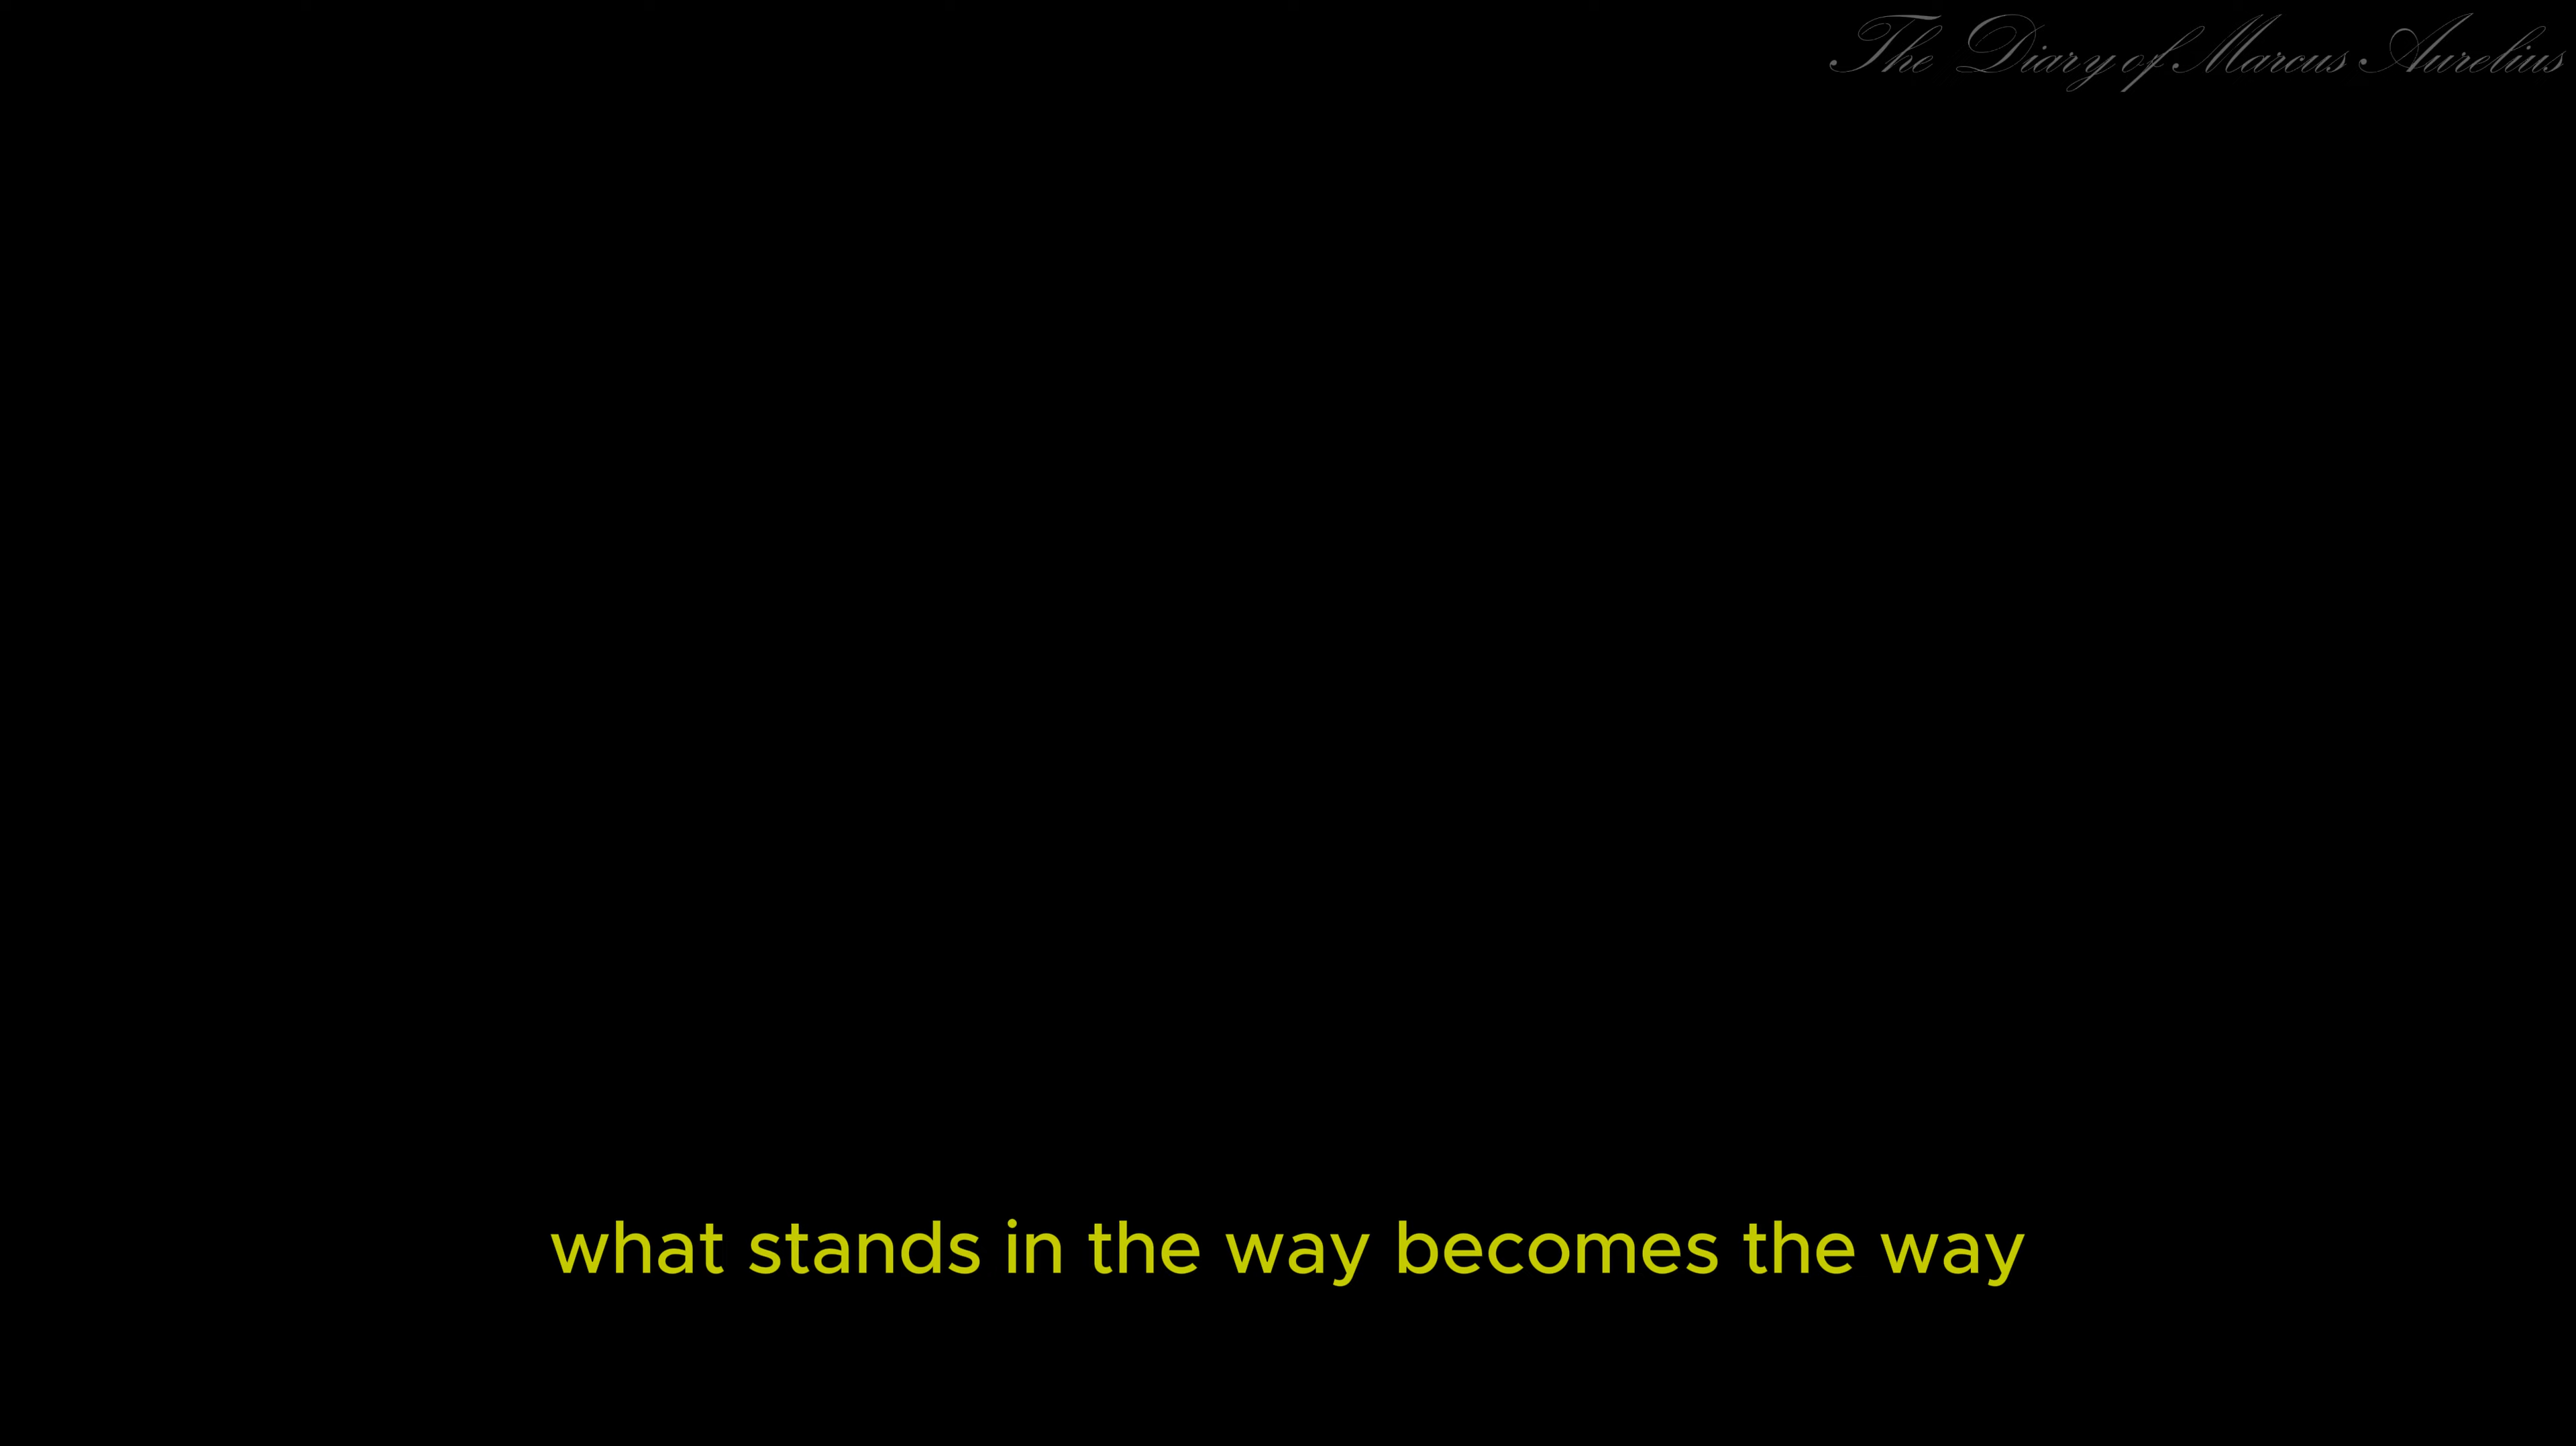 The Diary of Marcus Aurelius
what stands in the way becomes the way